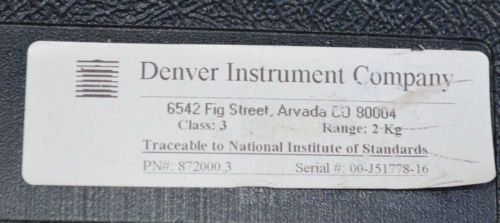 Denver Instrument Company
6542 Fig Street, Arvada CO 80004
Class: 3 Range: 2 Kg
Traceable to National Institute of Standards
PN#: 872000.3 Serial #: 00-J51778-16